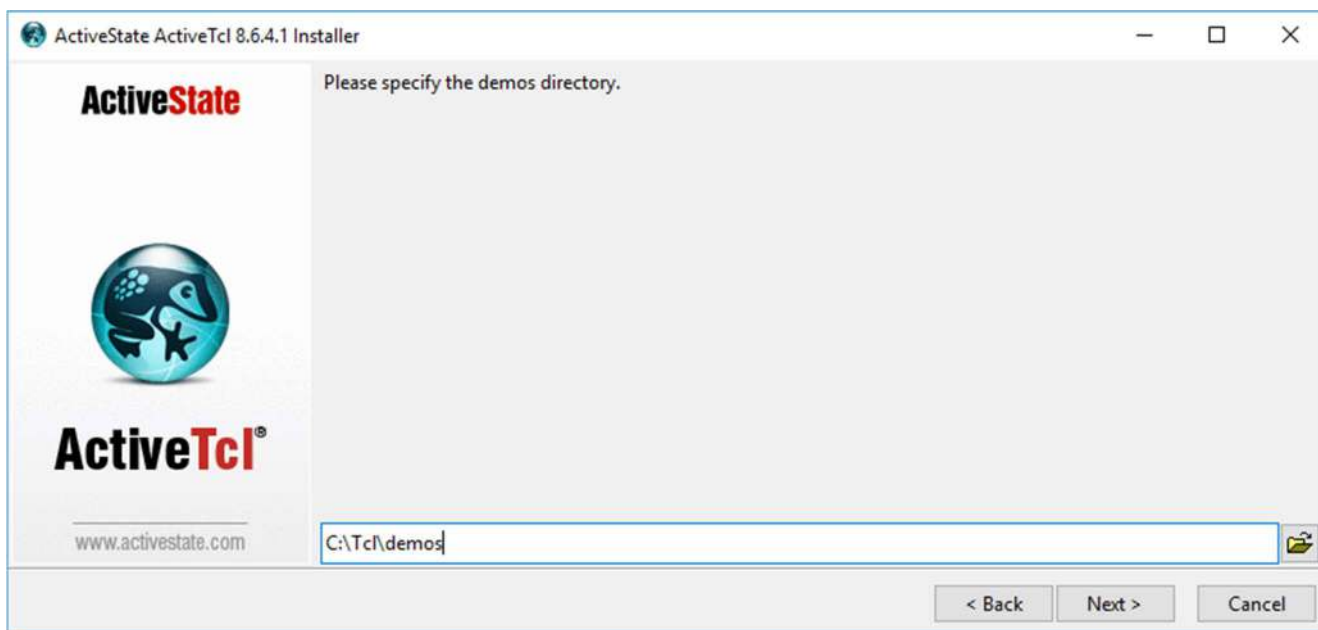 ActiveState ActiveTcl 8.6.4.1 Installer
ActiveState
Please specify the demos directory.
ActiveTcl®
www.activestate.com
C:\Tcl\demos
< Back
Next >
Cancel